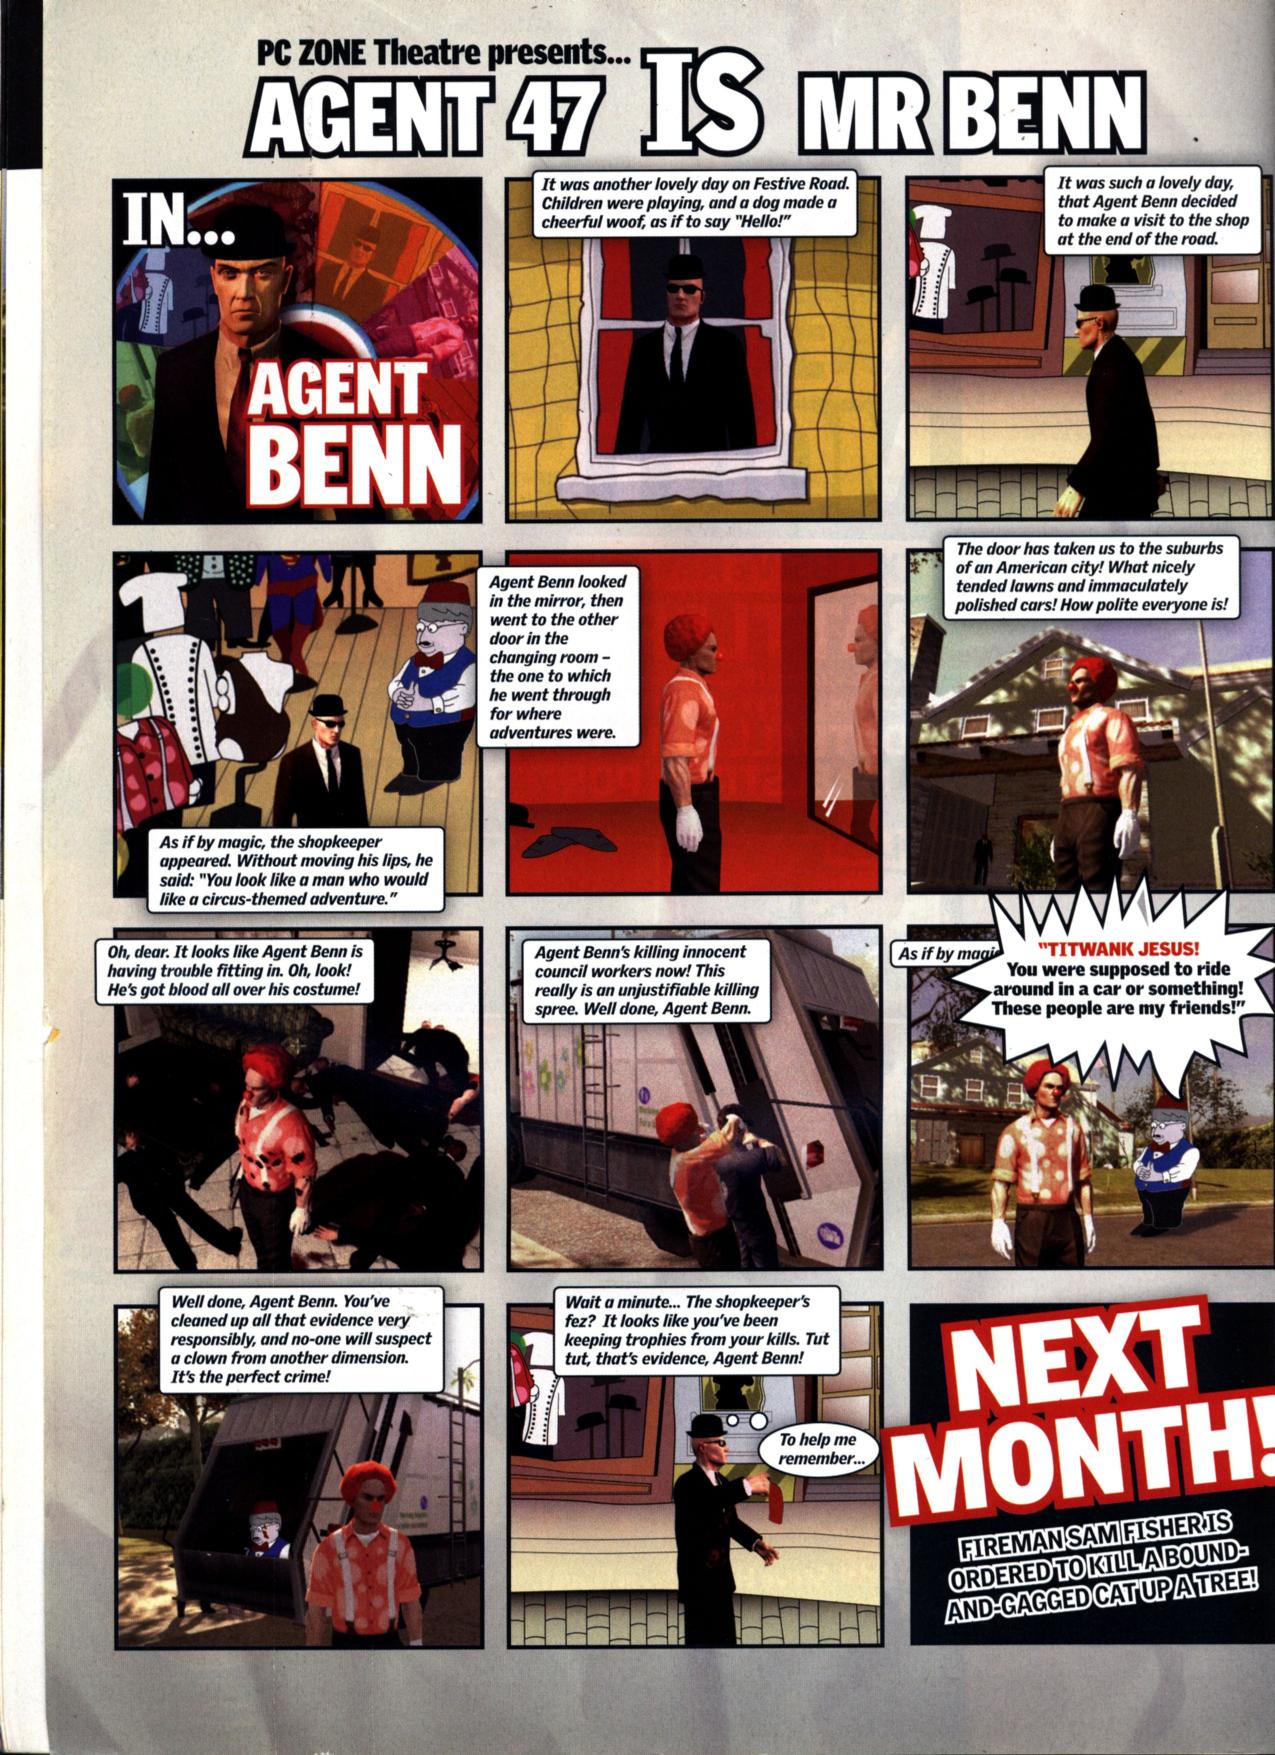 PC ZONE Theatre presents...
AGENT 47 IS MR BENN
IN...
AGENT
BENN
It was another lovely day on Festive Road.
Children were playing, and a dog made a
cheerful woof, as if to say "Hello!"
It was such a lovely day,
that Agent Benn decided
to make a visit to the shop
at the end of the road.
As if by magic, the shopkeeper
appeared. Without moving his lips, he
said: "You look like a man who would
like a circus-themed adventure."
Agent Benn looked
in the mirror, then
went to the other
door in the
changing room –
the one to which
he went through
for where
adventures were.
The door has taken us to the suburbs
of an American city! What nicely
tended lawns and immaculately
polished cars! How polite everyone is!
Oh, dear. It looks like Agent Benn is
having trouble fitting in. Oh, look!
He's got blood all over his costume!
Agent Benn's killing innocent
council workers now! This
really is an unjustifiable killing
spree. Well done, Agent Benn.
As if by magi
"TITWANK JESUS!
You were supposed to ride
around in a car or something!
These people are my friends!"
Well done, Agent Benn. You've
cleaned up all that evidence very
responsibly, and no-one will suspect
a clown from another dimension.
It's the perfect crime!
Wait a minute... The shopkeeper's
fez? It looks like you've been
keeping trophies from your kills. Tut
tut, that's evidence, Agent Benn!
To help me
remember...
NEXT
MONTH!
FIREMAN SAM FISHER IS
ORDERED TO KILL A BOUND-
AND-GAGGED CAT UP A TREE!